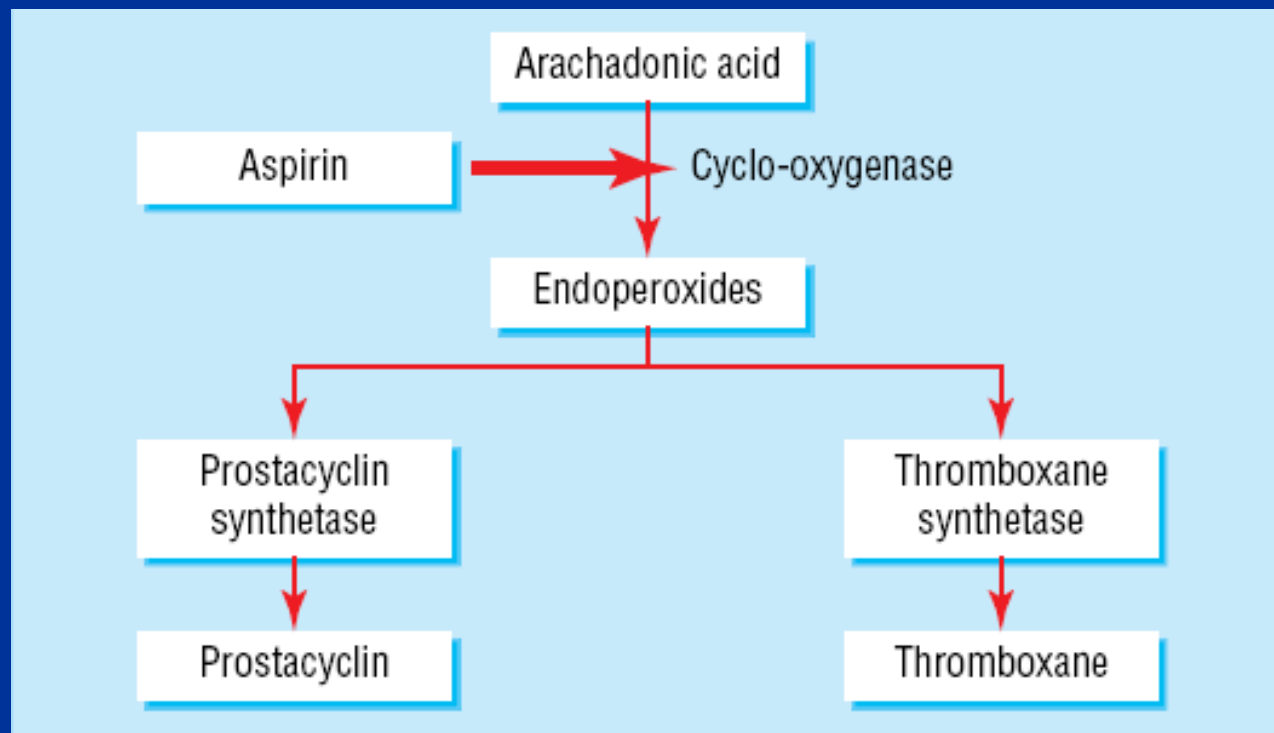 Arachadonic acid
Aspirin
Cyclo-oxygenase
Endoperoxides
Prostacyclin
synthetase
Thromboxane
synthetase
Prostacyclin
Thromboxane